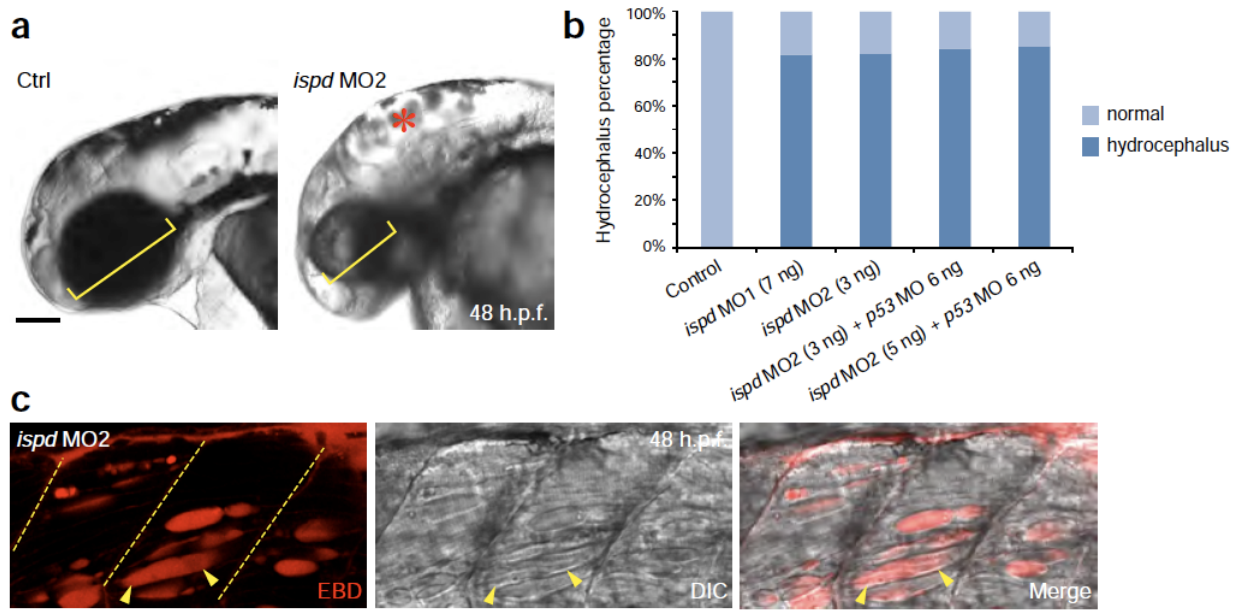 a
Ctrl
ispd MO2
*
48 h.p.f.
b
Hydrocephalus percentage
100%
80%
60%
40%
20%
0%
Control
ispd MO1 (7 ng)
ispd MO2 (3 ng)
ispd MO2 (3 ng) + p53 MO 6 ng
ispd MO2 (5 ng) + p53 MO 6 ng
normal
hydrocephalus
c
ispd MO2
EBD
48 h.p.f.
DIC
Merge